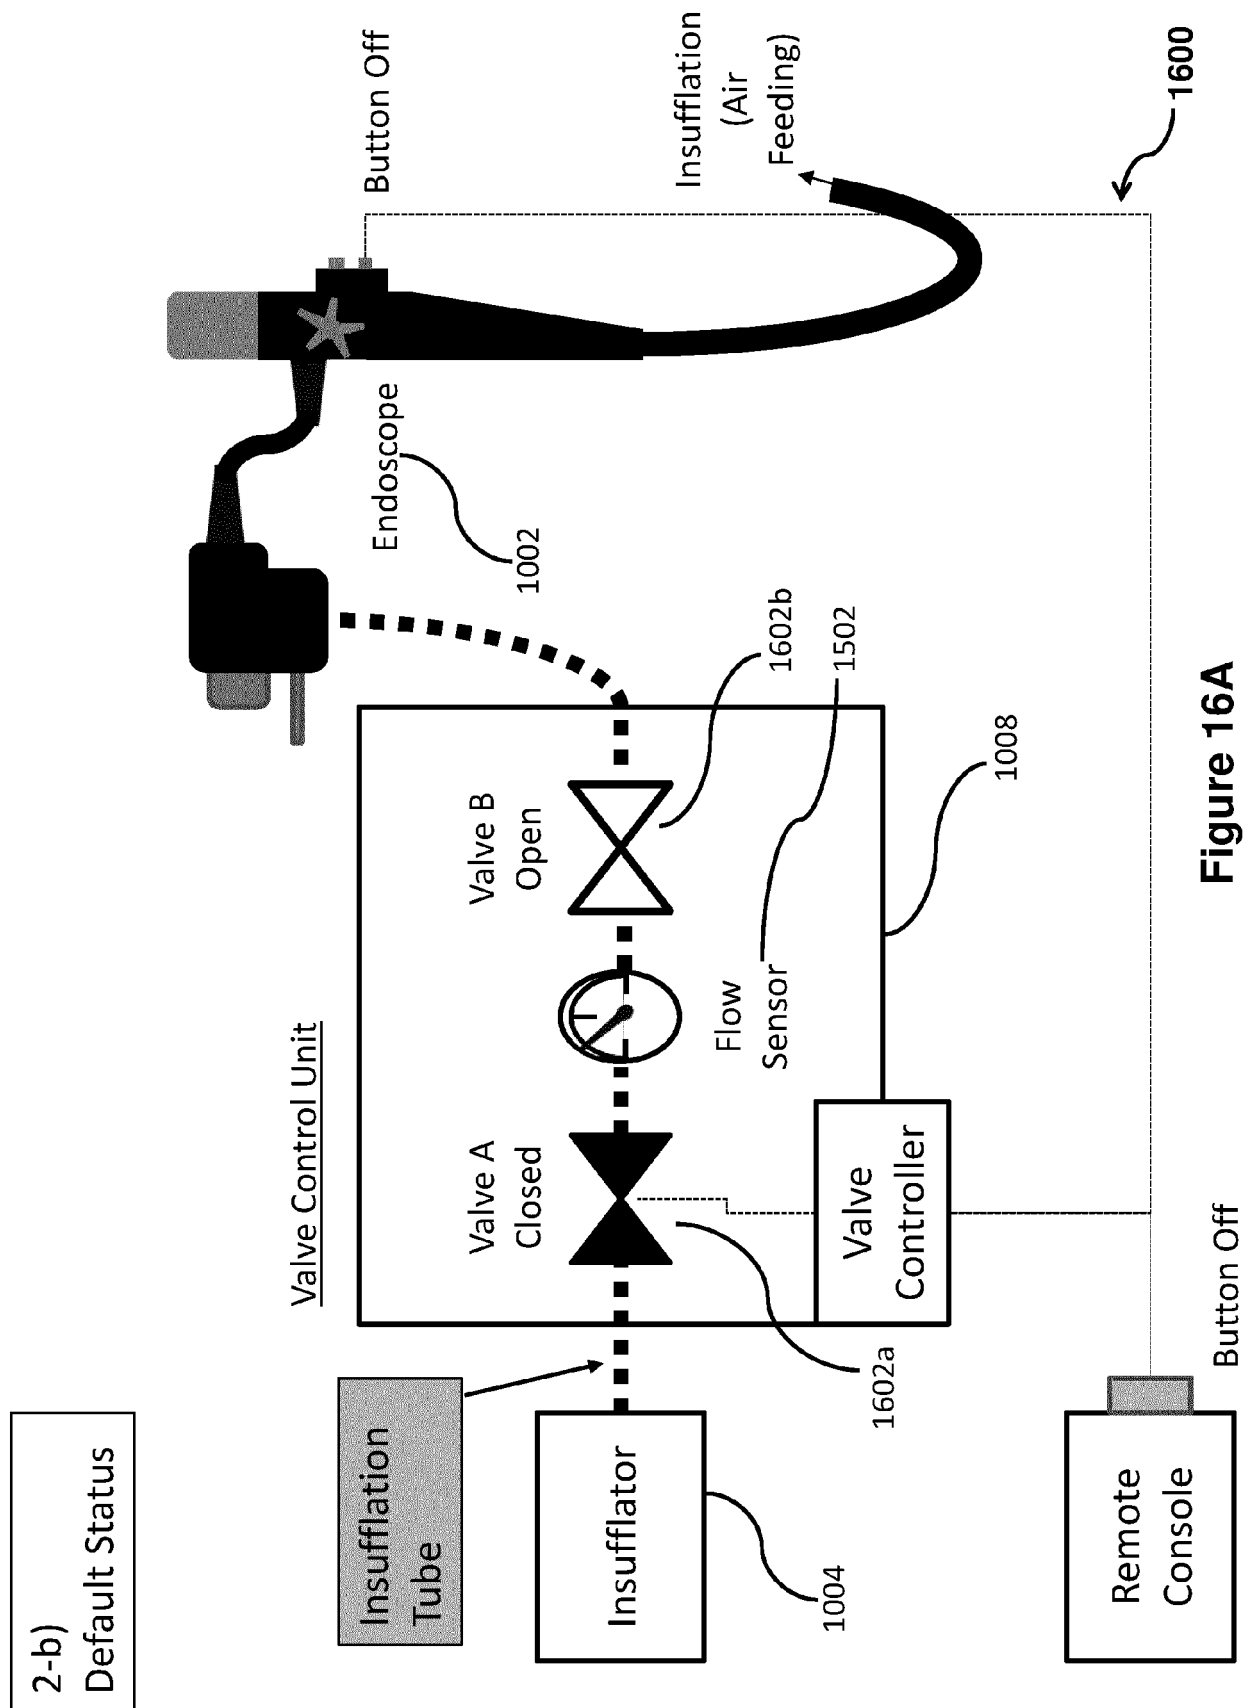 2-b)
Default Status
Insufflation
Tube
Valve Control Unit
Valve A
Closed
Valve B
Open
Endoscope
1002
Button Off
Insufflation
(Air
Feeding)
Insufflator
1004
1602a
Flow
Sensor
1602b
1502
Valve
Controller
1008
Remote
Console
Button Off
1600
Figure 16A